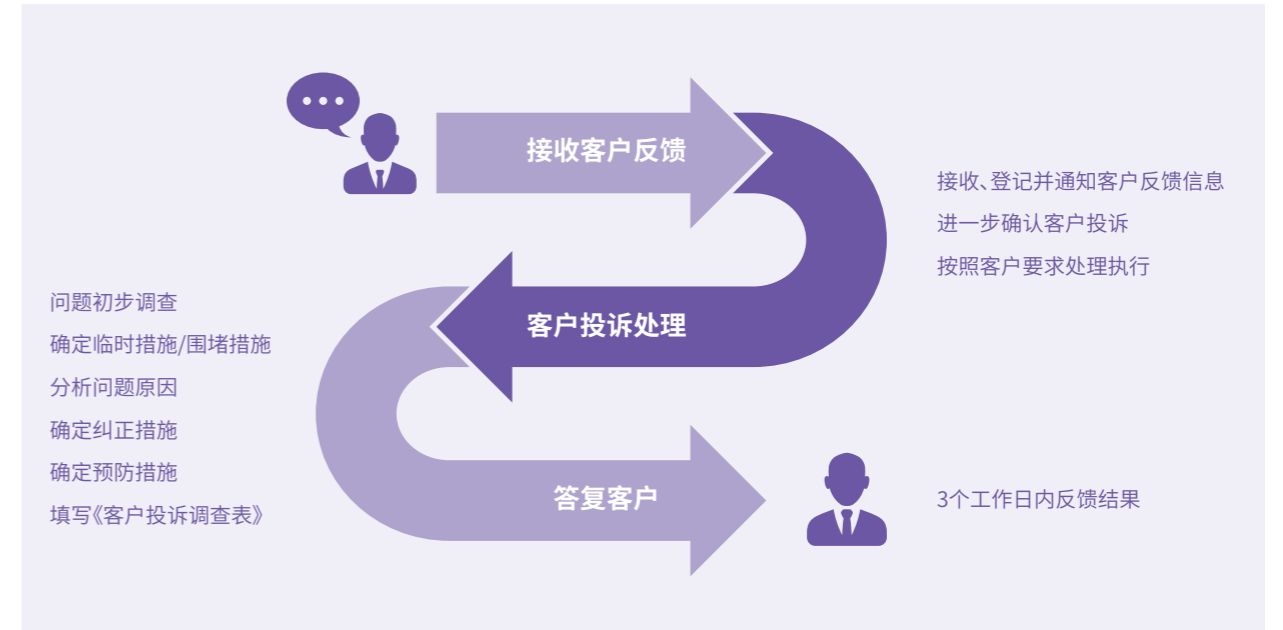 接收客户反馈
接收、登记并通知客户反馈信息
进一步确认客户投诉
按照客户要求处理执行
客户投诉处理
问题初步调查
确定临时措施/围堵措施
分析问题原因
确定纠正措施
确定预防措施
填写《客户投诉调查表》
答复客户
3个工作日内反馈结果